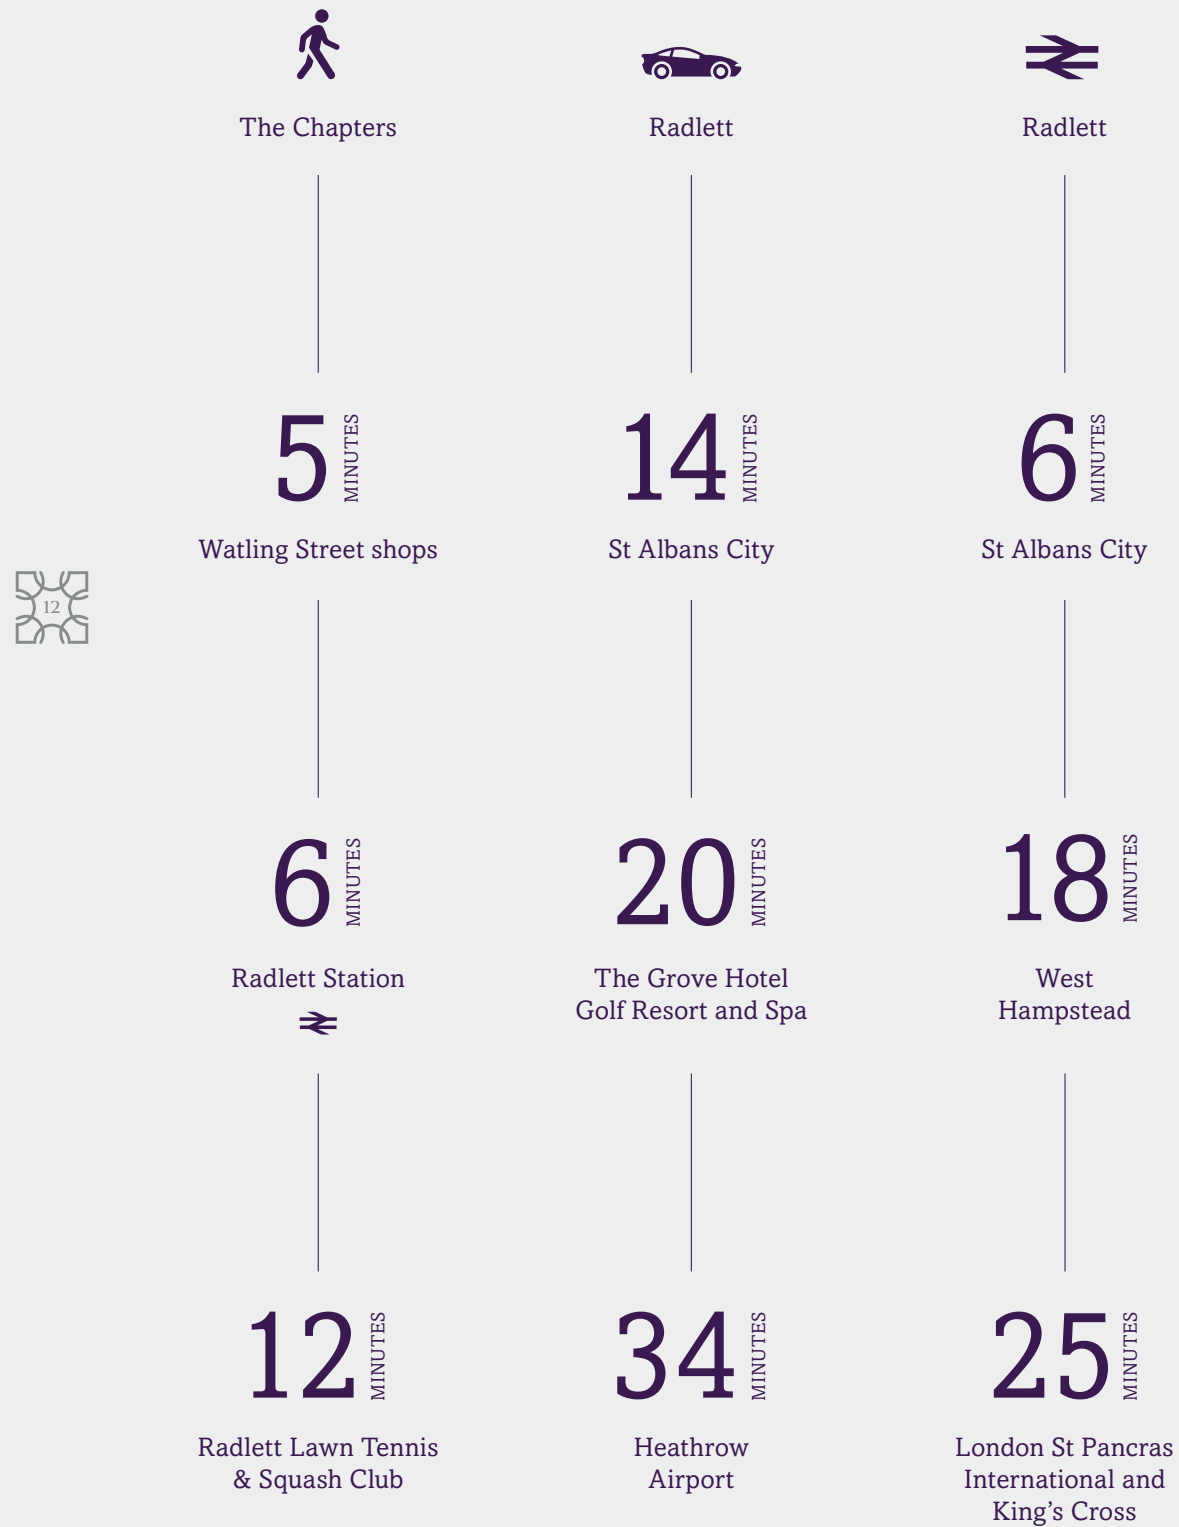 The Chapters
5 MINUTES
Watling Street shops
6 MINUTES
Radlett Station
12 MINUTES
Radlett Lawn Tennis
& Squash Club
Radlett
14 MINUTES
St Albans City
20 MINUTES
The Grove Hotel
Golf Resort and Spa
34 MINUTES
Heathrow
Airport
Radlett
6 MINUTES
St Albans City
18 MINUTES
West
Hampstead
25 MINUTES
London St Pancras
International and
King’s Cross
12